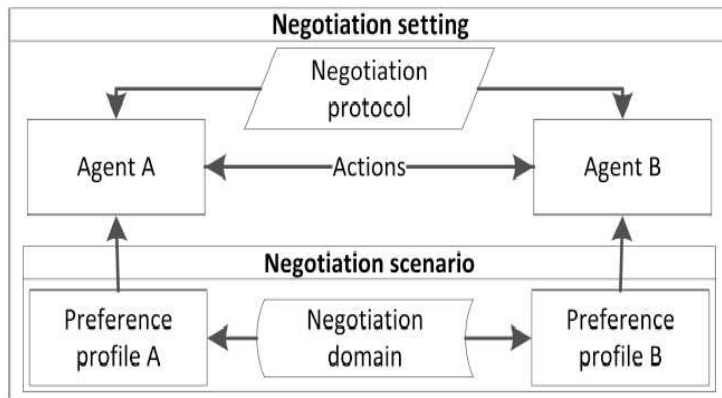 Negotiation setting
Negotiation
protocol
Agent A
Actions
Agent B
Negotiation scenario
Preference
profile A
Negotiation
domain
Preference
profile B